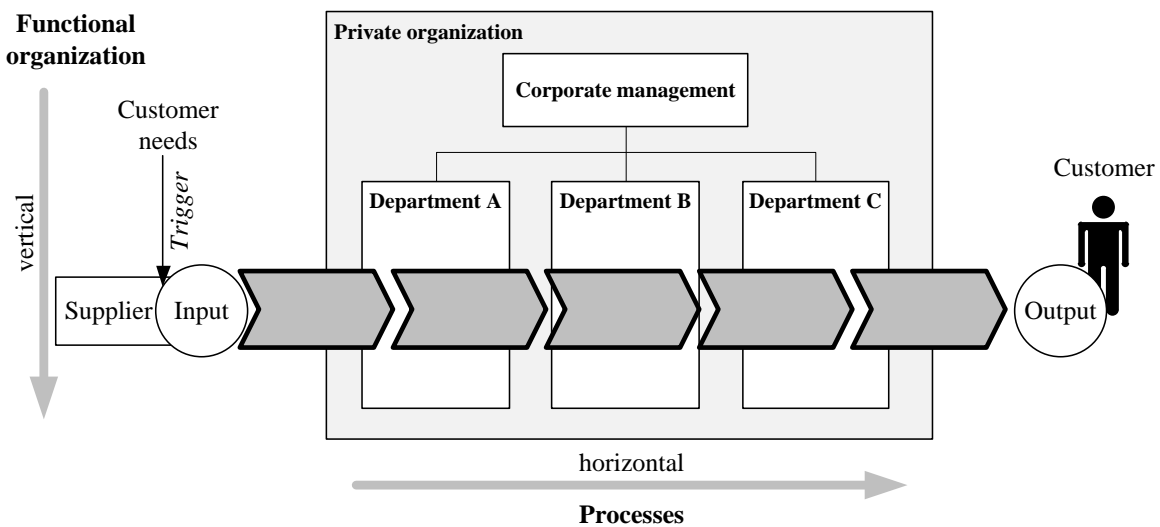 Functional
organization
Private organization
Corporate management
Customer
needs
Trigger
vertical
Department A
Department B
Department C
Customer
Supplier
Input
Output
horizontal
Processes